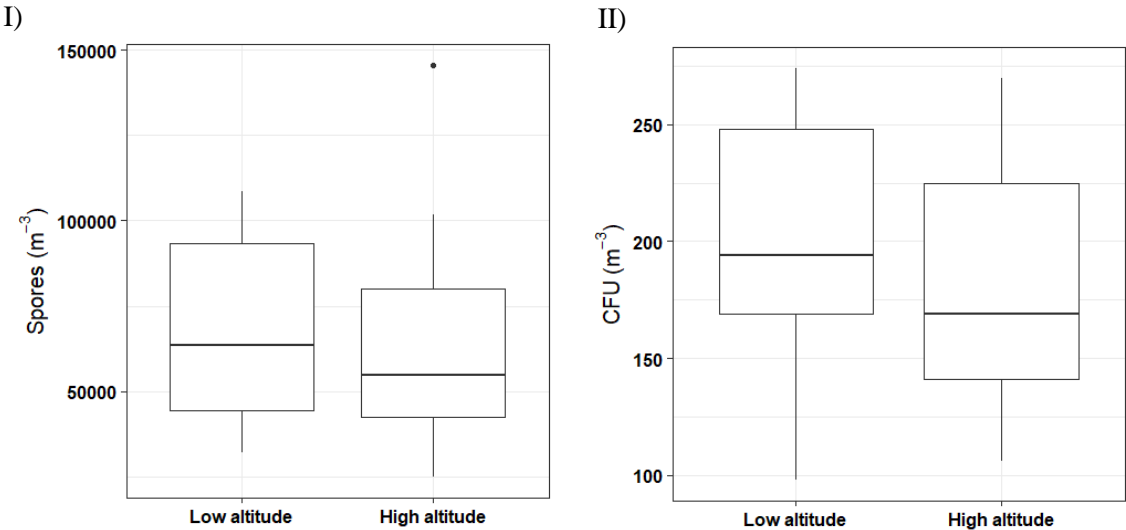 I)
150000
100000
50000
Spores (m⁻³)
Low altitude
High altitude
II)
250
200
150
100
CFU (m⁻³)
Low altitude
High altitude